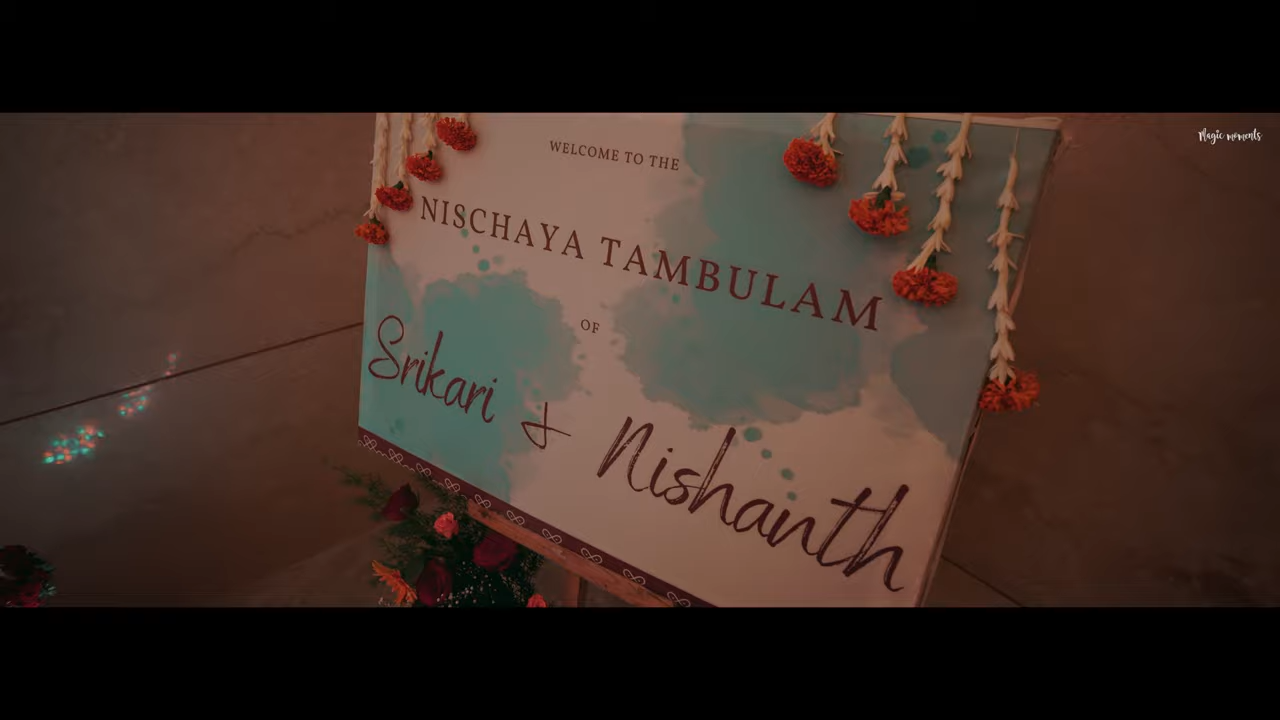 Magic moments
WELCOME TO THE
NISCHAYA TAMBULAM
OF
Srikari & Nishanth